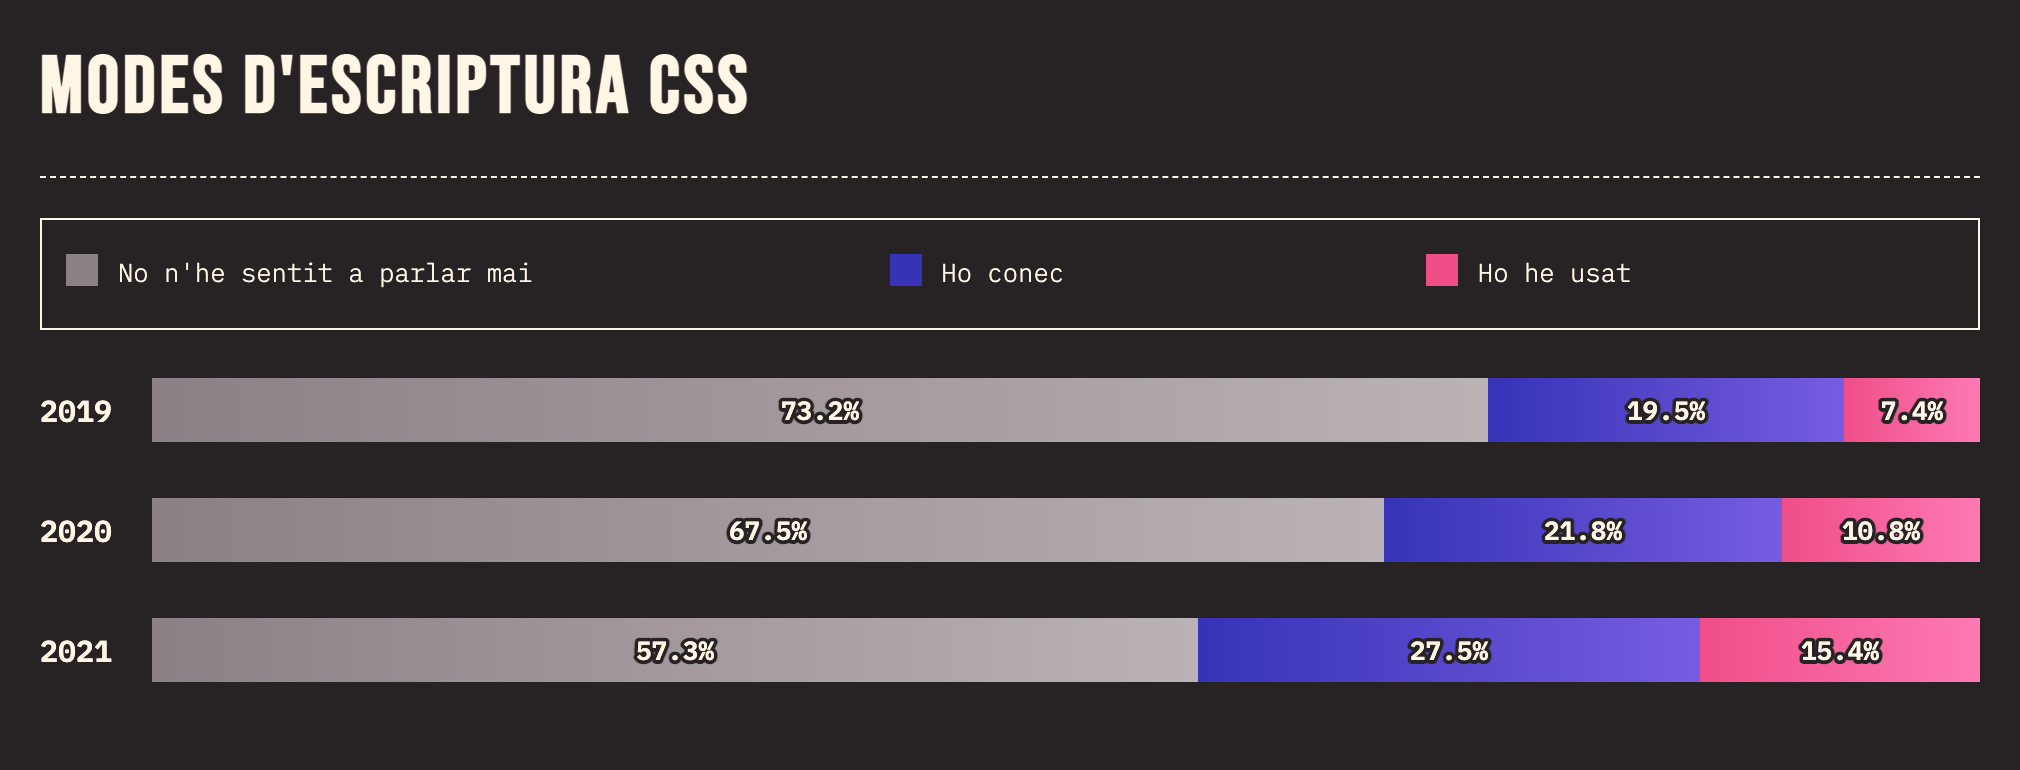 MODES D'ESCRIPTURA CSS
No n'he sentit a parlar mai Ho conec Ho he usat
2019 73.2% 19.5% 7.4%
2020 67.5% 21.8% 10.8%
2021 57.3% 27.5% 15.4%